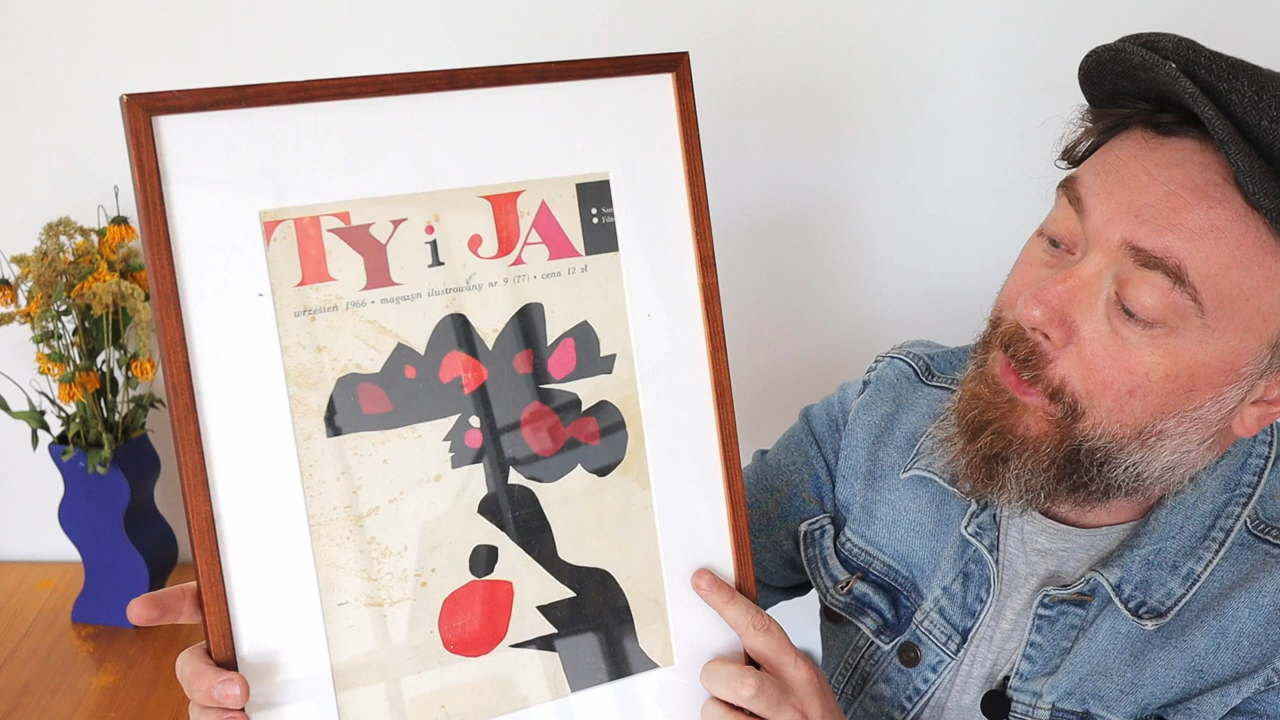 TY i JA
wrzesień 1966 • magazyn ilustrowany nr 9 (77) • cena 12 zł